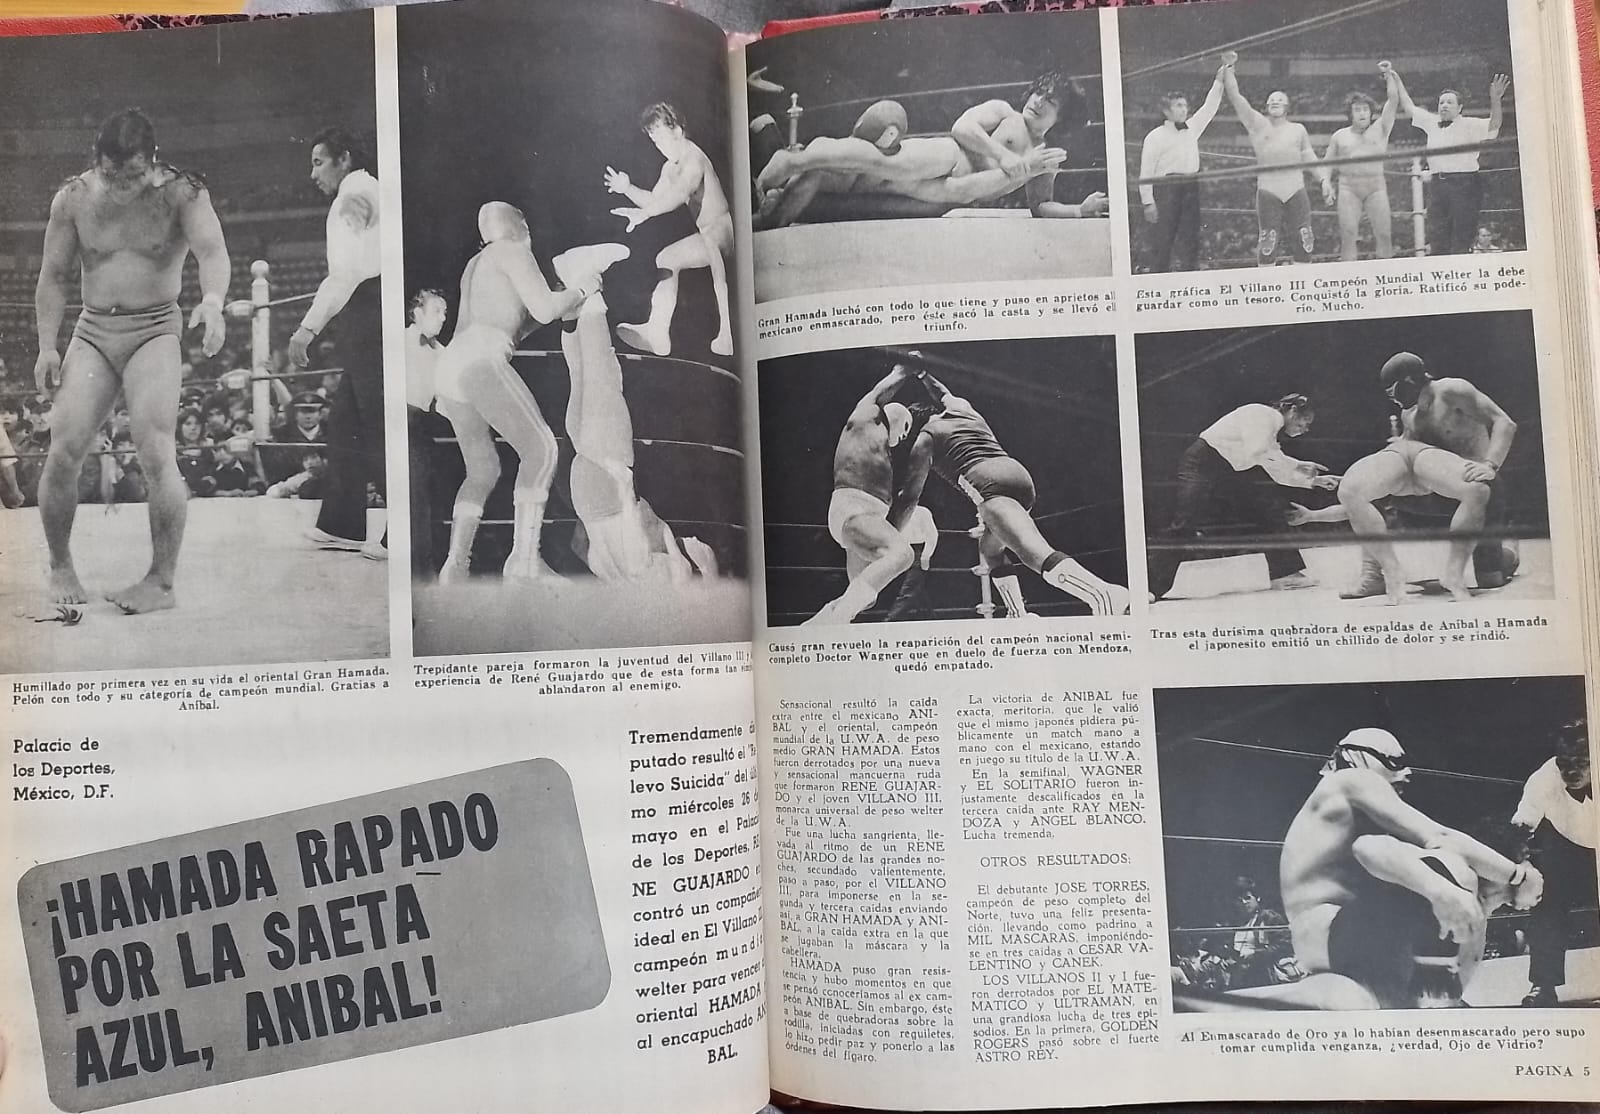 Humillado por primera vez en su vida el oriental Gran Hamada.
Pelón con todo y su categoría de campeón mundial. Gracias a
Aníbal.
Trepidante pareja formaron la juventud del Villano III y
experiencia de René Guajardo que de esta forma tan
ablandaron al enemigo.
Palacio de
los Deportes,
México, D.F.
¡HAMADA RAPADO
POR LA SAETA
AZUL, ANIBAL!
Tremendamente
putado resultó el
levo Suicida" del
mo miércoles 26
mayo en el
de los Deportes.
NE GUAJARDO
contró un
ideal en El Villano
campeón
welter para
oriental HAMADA
al encapuchado
BAL.
Gran Hamada luchó con todo lo que tiene y puso en aprietos al
mexicano enmascarado, pero éste sacó la casta y se llevó el
triunfo.
Esta gráfica El Villano III Campeón Mundial Welter la debe
guardar como un tesoro. Conquistó la gloria. Ratificó su pode-
río. Mucho.
Causó gran revuelo la reaparición del campeón nacional semi-
completo Doctor Wagner que en duelo de fuerza con Mendoza,
quedó empatado.
Tras esta durísima quebradora de espaldas de Aníbal a Hamada
el japonesito emitió un chillido de dolor y se rindió.
Sensacional resultó la caída
extra entre el mexicano ANI-
BAL y el oriental, campeón
mundial de la U.W.A. de peso
medio GRAN HAMADA. Estos
fueron derrotados por una nueva
y sensacional mancuerna ruda
que formaron RENE GUAJAR-
DO y el joven VILLANO III,
monarca universal de peso welter
de la U.W.A.
Fue una lucha sangrienta, lle-
vada al ritmo de un RENE
GUAJARDO de las grandes no-
ches, secundado valientemente,
paso a paso, por el VILLANO
III, para imponerse en la se-
gunda y tercera caídas enviando
así, a GRAN HAMADA y ANI-
BAL, a la caída extra en la que
se jugaban la máscara y la
cabellera.
HAMADA puso gran resis-
tencia y hubo momentos en que
se pensó conoceríamos al ex cam-
peón ANIBAL. Sin embargo, éste
a base de quebradoras sobre la
rodilla, iniciadas con reguiletes,
lo hizo pedir paz y ponerlo a las
órdenes del fígaro.
La victoria de ANIBAL fue
exacta, meritoria, que le valió
que el mismo japonés pidiera pú-
blicamente un match mano a
mano con el mexicano, estando
en juego su título de la U.W.A.
En la semifinal, WAGNER
y EL SOLITARIO fueron in-
justamente descalificados en la
tercera caída ante RAY MEN-
DOZA y ANGEL BLANCO.
Lucha tremenda.
OTROS RESULTADOS:
El debutante JOSE TORRES,
campeón de peso completo del
Norte, tuvo una feliz presenta-
ción, llevando como padrino a
MIL MASCARAS, imponiéndo-
se en tres caídas a CESAR VA-
LENTINO y CANEK.
LOS VILLANOS II y I fue-
ron derrotados por EL MATE-
MATICO y ULTRAMAN, en
una grandiosa lucha de tres epi-
sodios. En la primera, GOLDEN
ROGERS pasó sobre el fuerte
ASTRO REY.
Al Enmascarado de Oro ya lo habían desenmascarado pero supo
tomar cumplida venganza, ¿verdad, Ojo de Vidrio?
PAGINA 5